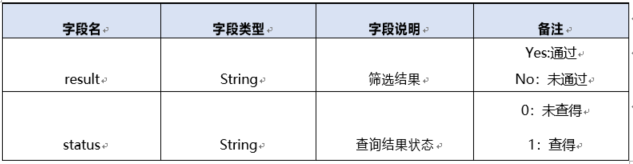 字段名 字段类型 字段说明 备注
result String 筛选结果 Yes:通过
No：未通过
status String 查询结果状态 0：未查得
1：查得